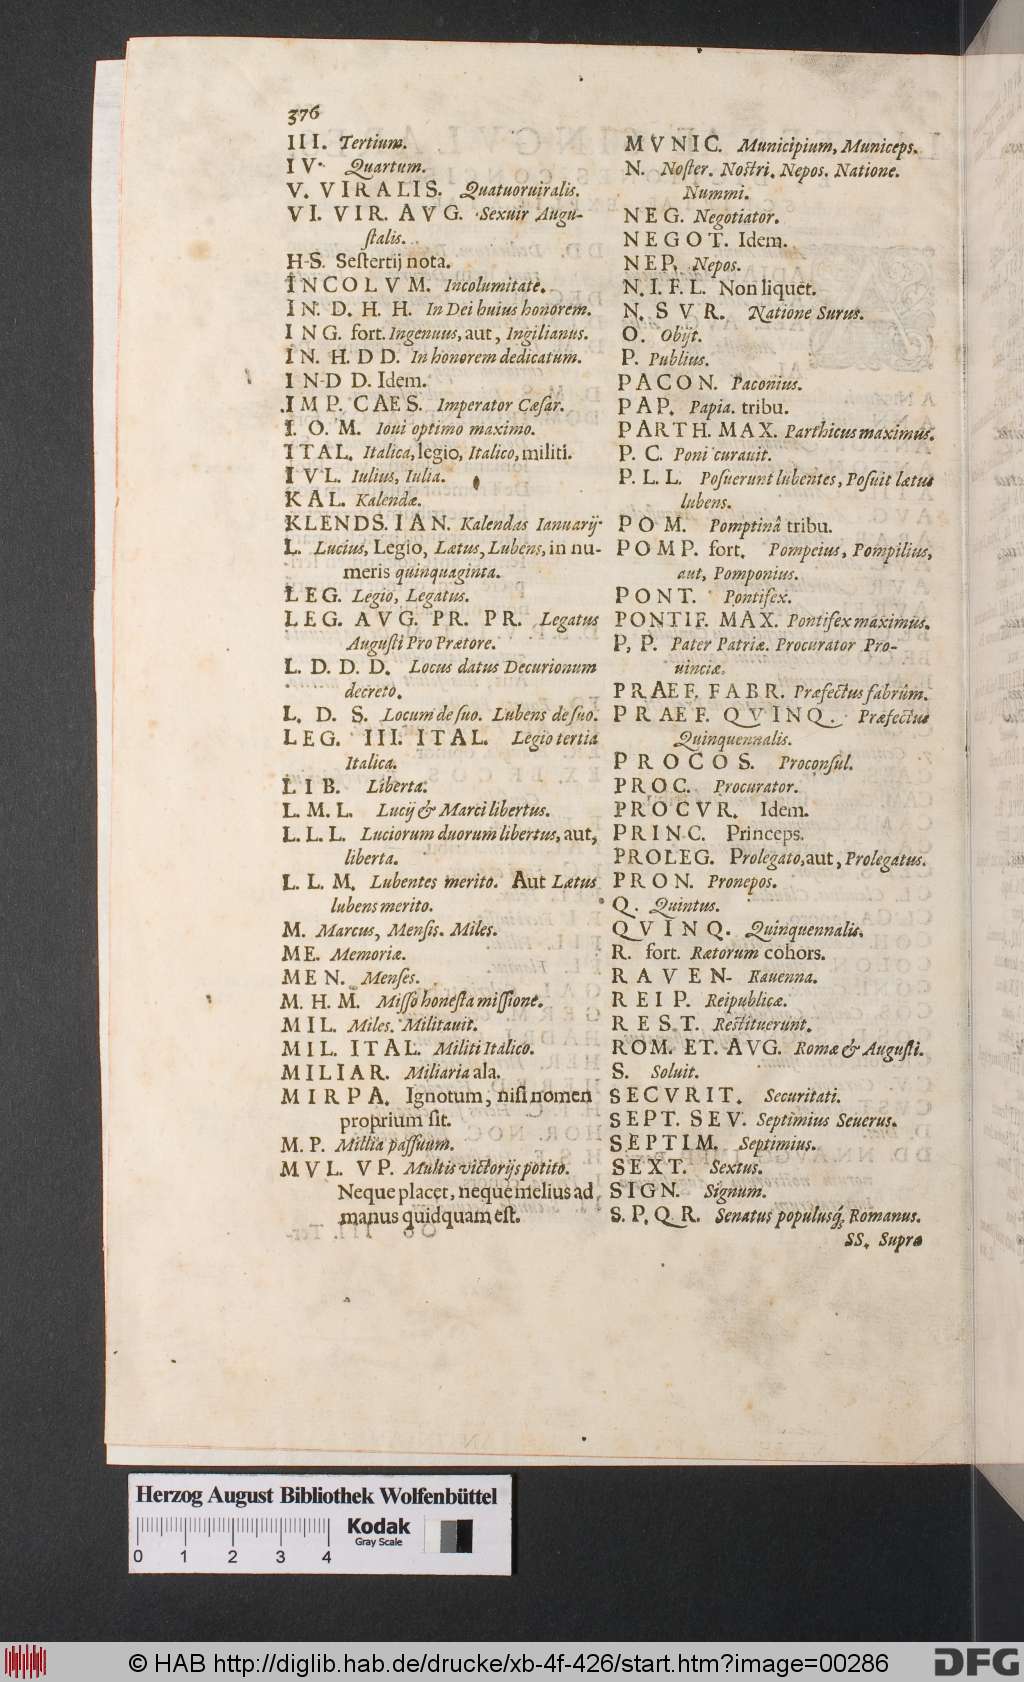 376
III. Tertium.
IV. Quartum.
V. VIRALIS. Quatuoruiralis.
VI. VIR. AVG. Sexuir Augu-
ſtalis.
H-S. Seſtertij nota.
INCOLVM. Incolumitate.
IN. D. H. H. In Dei huius honorem.
ING. fort. Ingenuus, aut, Ingilianus.
IN. H. DD. In honorem dedicatum.
IND D. Idem.
IMP. CAES. Imperator Cæſar.
I. O. M. Ioui optimo maximo.
ITAL. Italica, legio, Italico, militi.
IVL. Iulius, Iulia.
KAL. Kalendæ.
KLENDS. IAN. Kalendas Ianuarij
L. Lucius, Legio, Lætus, Lubens, in nu-
meris quinquaginta.
LEG. Legio, Legatus.
LEG. AVG. PR. PR. Legatus
Auguſti Pro Prætore.
L. D. D. D. Locus datus Decurionum
decreto.
L. D. S. Locum de ſuo. Lubens de ſuo.
LEG. III. ITAL. Legio tertia
Italica.
LIB. Liberta.
L. M. L. Lucij & Marci libertus.
L. L. L. Luciorum duorum libertus, aut,
liberta.
L. L. M. Lubentes merito. Aut Lætus
lubens merito.
M. Marcus, Menſis. Miles.
ME. Memoriæ.
MEN. Menſes.
M. H. M. Miſſo honeſta miſſione.
MIL. Miles. Militauit.
MIL. ITAL. Militi Italico.
MILIAR. Miliaria ala.
MIRPA. Ignotum, niſi nomen
proprium ſit.
M. P. Millia paſſuum.
MVL. VP. Multis victorijs potito.
Neque placet, neque melius ad
manus quidquam eſt.
MVNIC. Municipium, Municeps.
N. Noſter. Noſtri. Nepos. Natione.
Nummi.
NEG. Negotiator.
NEGOT. Idem.
NEP. Nepos.
N. I. F. L. Non liquet.
N. SVR. Natione Surus.
O. Obijt.
P. Publius.
PACON. Paconius.
PAP. Papia. tribu.
PARTH. MAX. Parthicus maximus.
P. C. Poni curauit.
P. L. L. Poſuerunt lubentes, Poſuit lætus
lubens.
POM. Pomptinâ tribu.
POMP. fort. Pompeius, Pompilius,
aut, Pomponius.
PONT. Pontifex.
PONTIF. MAX. Pontifex maximus.
P. P. Pater Patriæ. Procurator Pro-
uinciæ.
PRAEF. FABR. Præfectus fabrûm.
PRAEF. QVINQ. Præfectus
Quinquennalis.
PROCOS. Proconſul.
PROC. Procurator.
PROCVR. Idem.
PRINC. Princeps.
PROLEG. Prolegato, aut, Prolegatus.
PRON. Pronepos.
Q. Quintus.
QVINQ. Quinquennalis.
R. fort. Rætorum cohors.
RAVEN- Rauenna.
REIP. Reipublicæ.
REST. Reſtituerunt.
ROM. ET. AVG. Romæ & Auguſti.
S. Soluit.
SECVRIT. Securitati.
SEPT. SEV. Septimius Seuerus.
SEPTIM. Septimius.
SEXT. Sextus.
SIGN. Signum.
S. P. Q. R. Senatus populusq́; Romanus.
SS. Supra
Herzog August Bibliothek Wolfenbüttel
0 1 2 3 4
Kodak
Gray Scale
© HAB http://diglib.hab.de/drucke/xb-4f-426/start.htm?image=00286
DFG